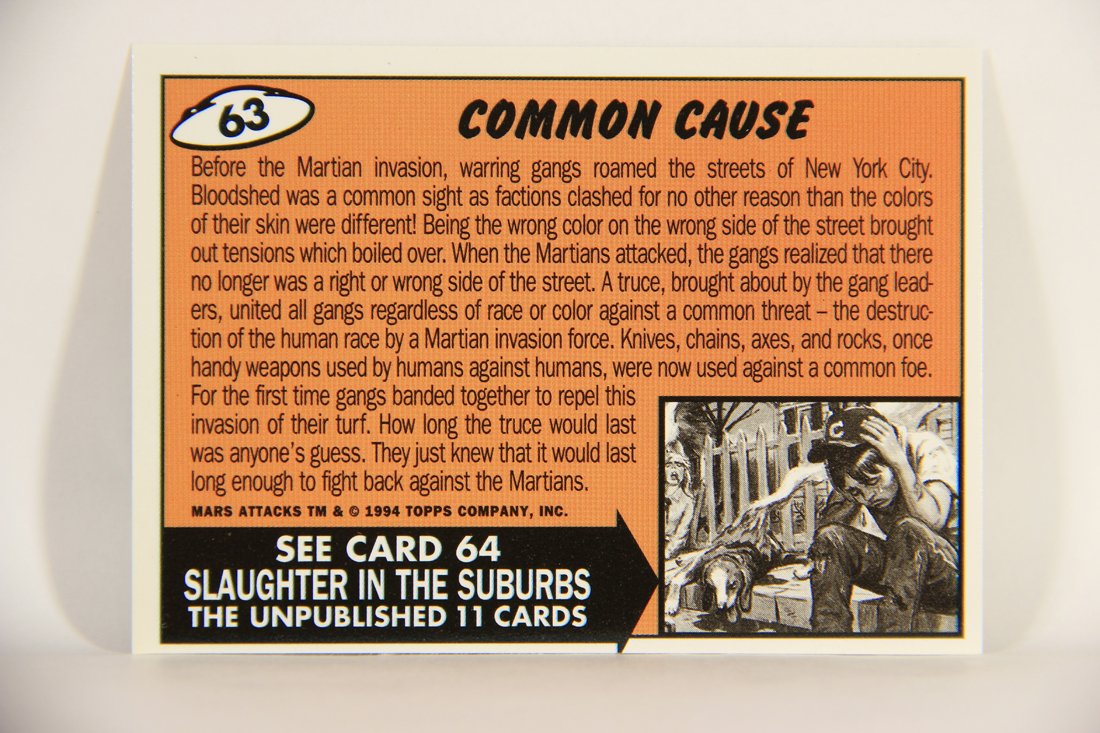 63
COMMON CAUSE
Before the Martian invasion, warring gangs roamed the streets of New York City.
Bloodshed was a common sight as factions clashed for no other reason than the colors
of their skin were different! Being the wrong color on the wrong side of the street brought
out tensions which boiled over. When the Martians attacked, the gangs realized that there
no longer was a right or wrong side of the street. A truce, brought about by the gang lead-
ers, united all gangs regardless of race or color against a common threat – the destruc-
tion of the human race by a Martian invasion force. Knives, chains, axes, and rocks, once
handy weapons used by humans against humans, were now used against a common foe.
For the first time gangs banded together to repel this
invasion of their turf. How long the truce would last
was anyone's guess. They just knew that it would last
long enough to fight back against the Martians.
MARS ATTACKS TM & © 1994 TOPPS COMPANY, INC.
SEE CARD 64
SLAUGHTER IN THE SUBURBS
THE UNPUBLISHED 11 CARDS
C